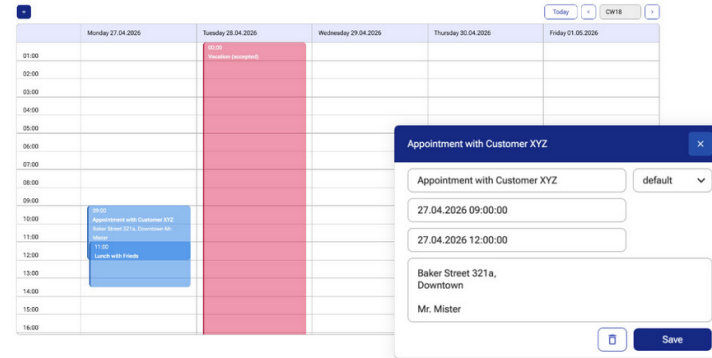 +
Today
‹
CW18
›
Monday 27.04.2026
Tuesday 28.04.2026
Wednesday 29.04.2026
Thursday 30.04.2026
Friday 01.05.2026
00:00
Vacation (accepted)
01:00
02:00
03:00
04:00
05:00
06:00
07:00
08:00
09:00
10:00
11:00
12:00
13:00
14:00
15:00
16:00
09:00
Appointment with Customer XYZ
Baker Street 321a, Downtown Mr.
Mister
11:00
Lunch with Frieds
Appointment with Customer XYZ
×
Appointment with Customer XYZ
default
27.04.2026 09:00:00
27.04.2026 12:00:00
Baker Street 321a,
Downtown
Mr. Mister
Save